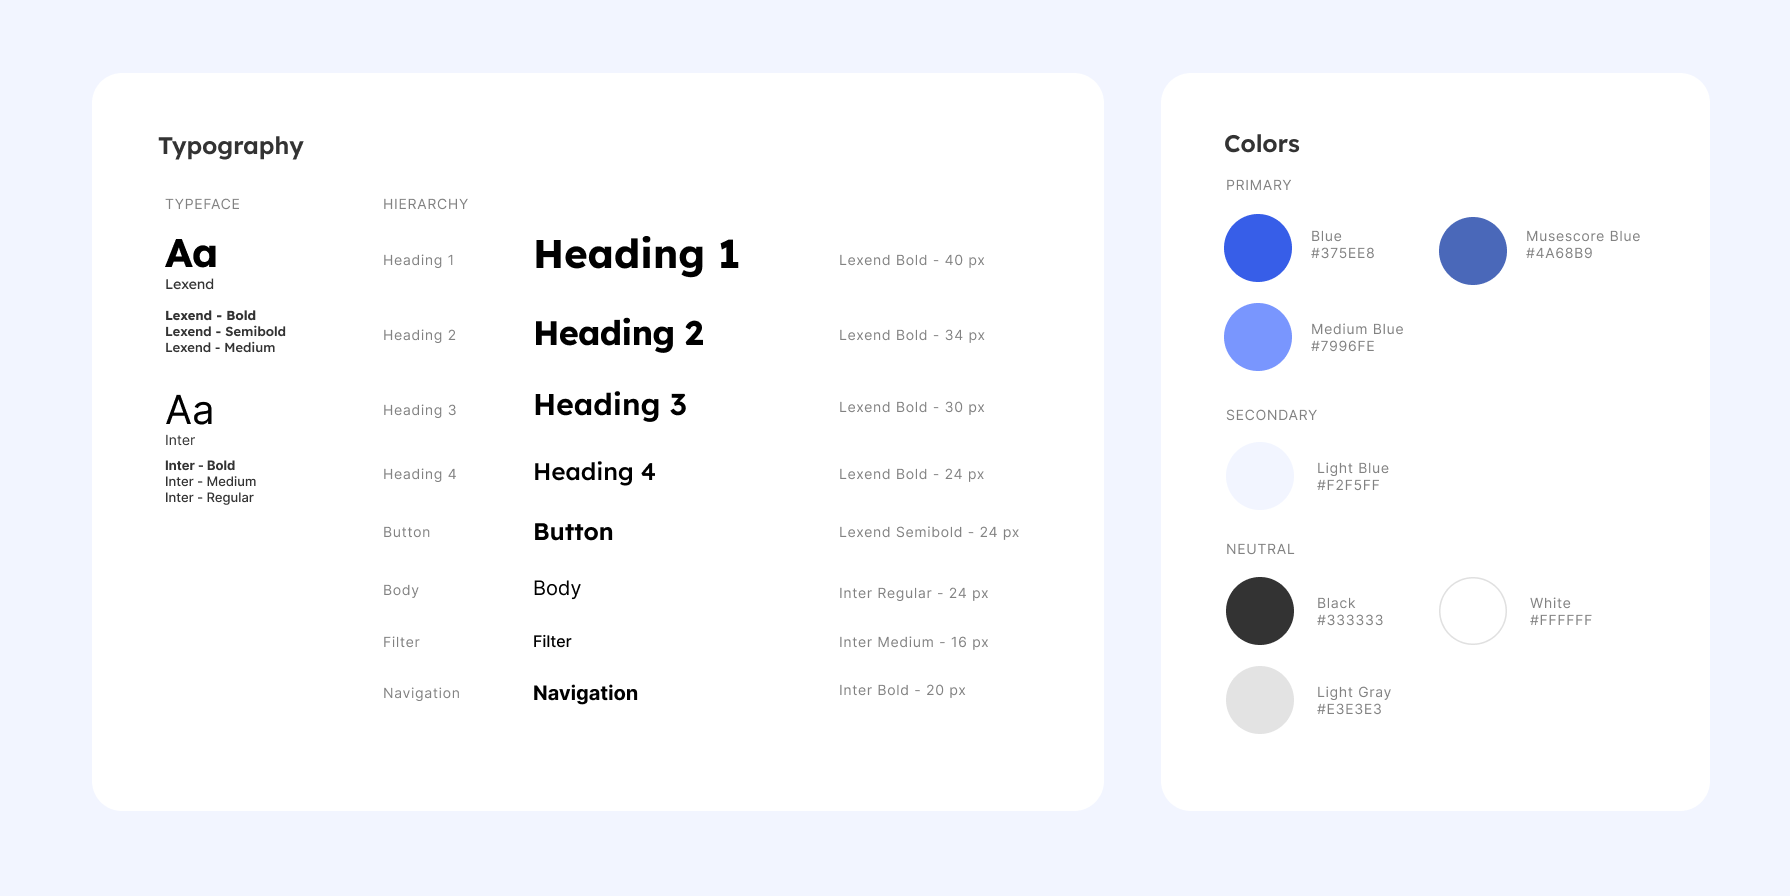 Typography
TYPEFACE
Aa
Lexend
Lexend - Bold
Lexend - Semibold
Lexend - Medium
Aa
Inter
Inter - Bold
Inter - Medium
Inter - Regular
HIERARCHY
Heading 1 Heading 1 Lexend Bold - 40 px
Heading 2 Heading 2 Lexend Bold - 34 px
Heading 3 Heading 3 Lexend Bold - 30 px
Heading 4 Heading 4 Lexend Bold - 24 px
Button Button Lexend Semibold - 24 px
Body Body Inter Regular - 24 px
Filter Filter Inter Medium - 16 px
Navigation Navigation Inter Bold - 20 px
Colors
PRIMARY
Blue
#375EE8
Musescore Blue
#4A68B9
Medium Blue
#7996FE
SECONDARY
Light Blue
#F2F5FF
NEUTRAL
Black
#333333
White
#FFFFFF
Light Gray
#E3E3E3